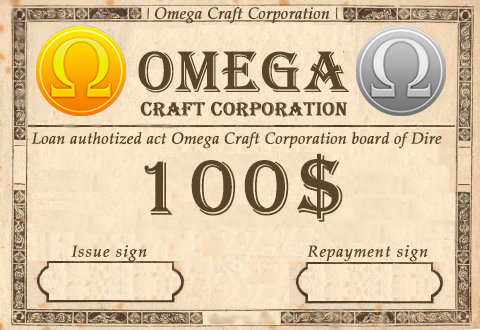 Omega Craft Corporation
Ω OMEGA Ω
CRAFT CORPORATION
Loan authotized act Omega Craft Corporation board of Dire
100$
Issue sign Repayment sign